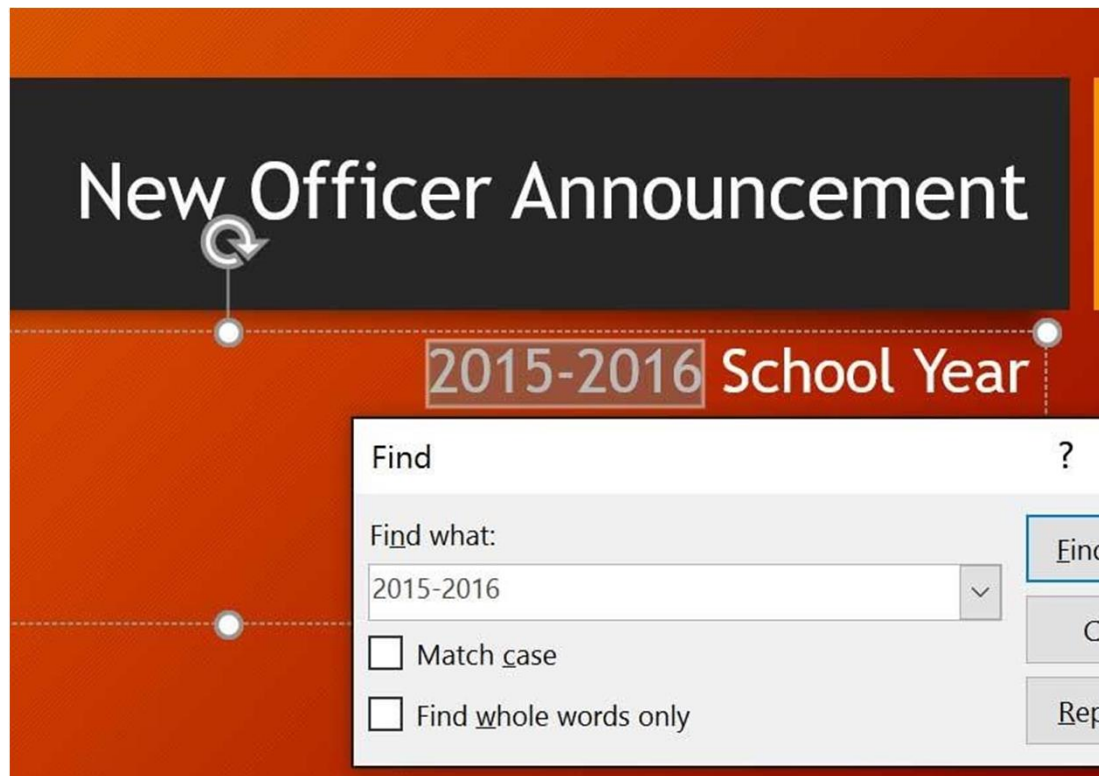 New Officer Announcement
2015-2016 School Year
Find
?
Find what:
2015-2016
Match case
Find whole words only